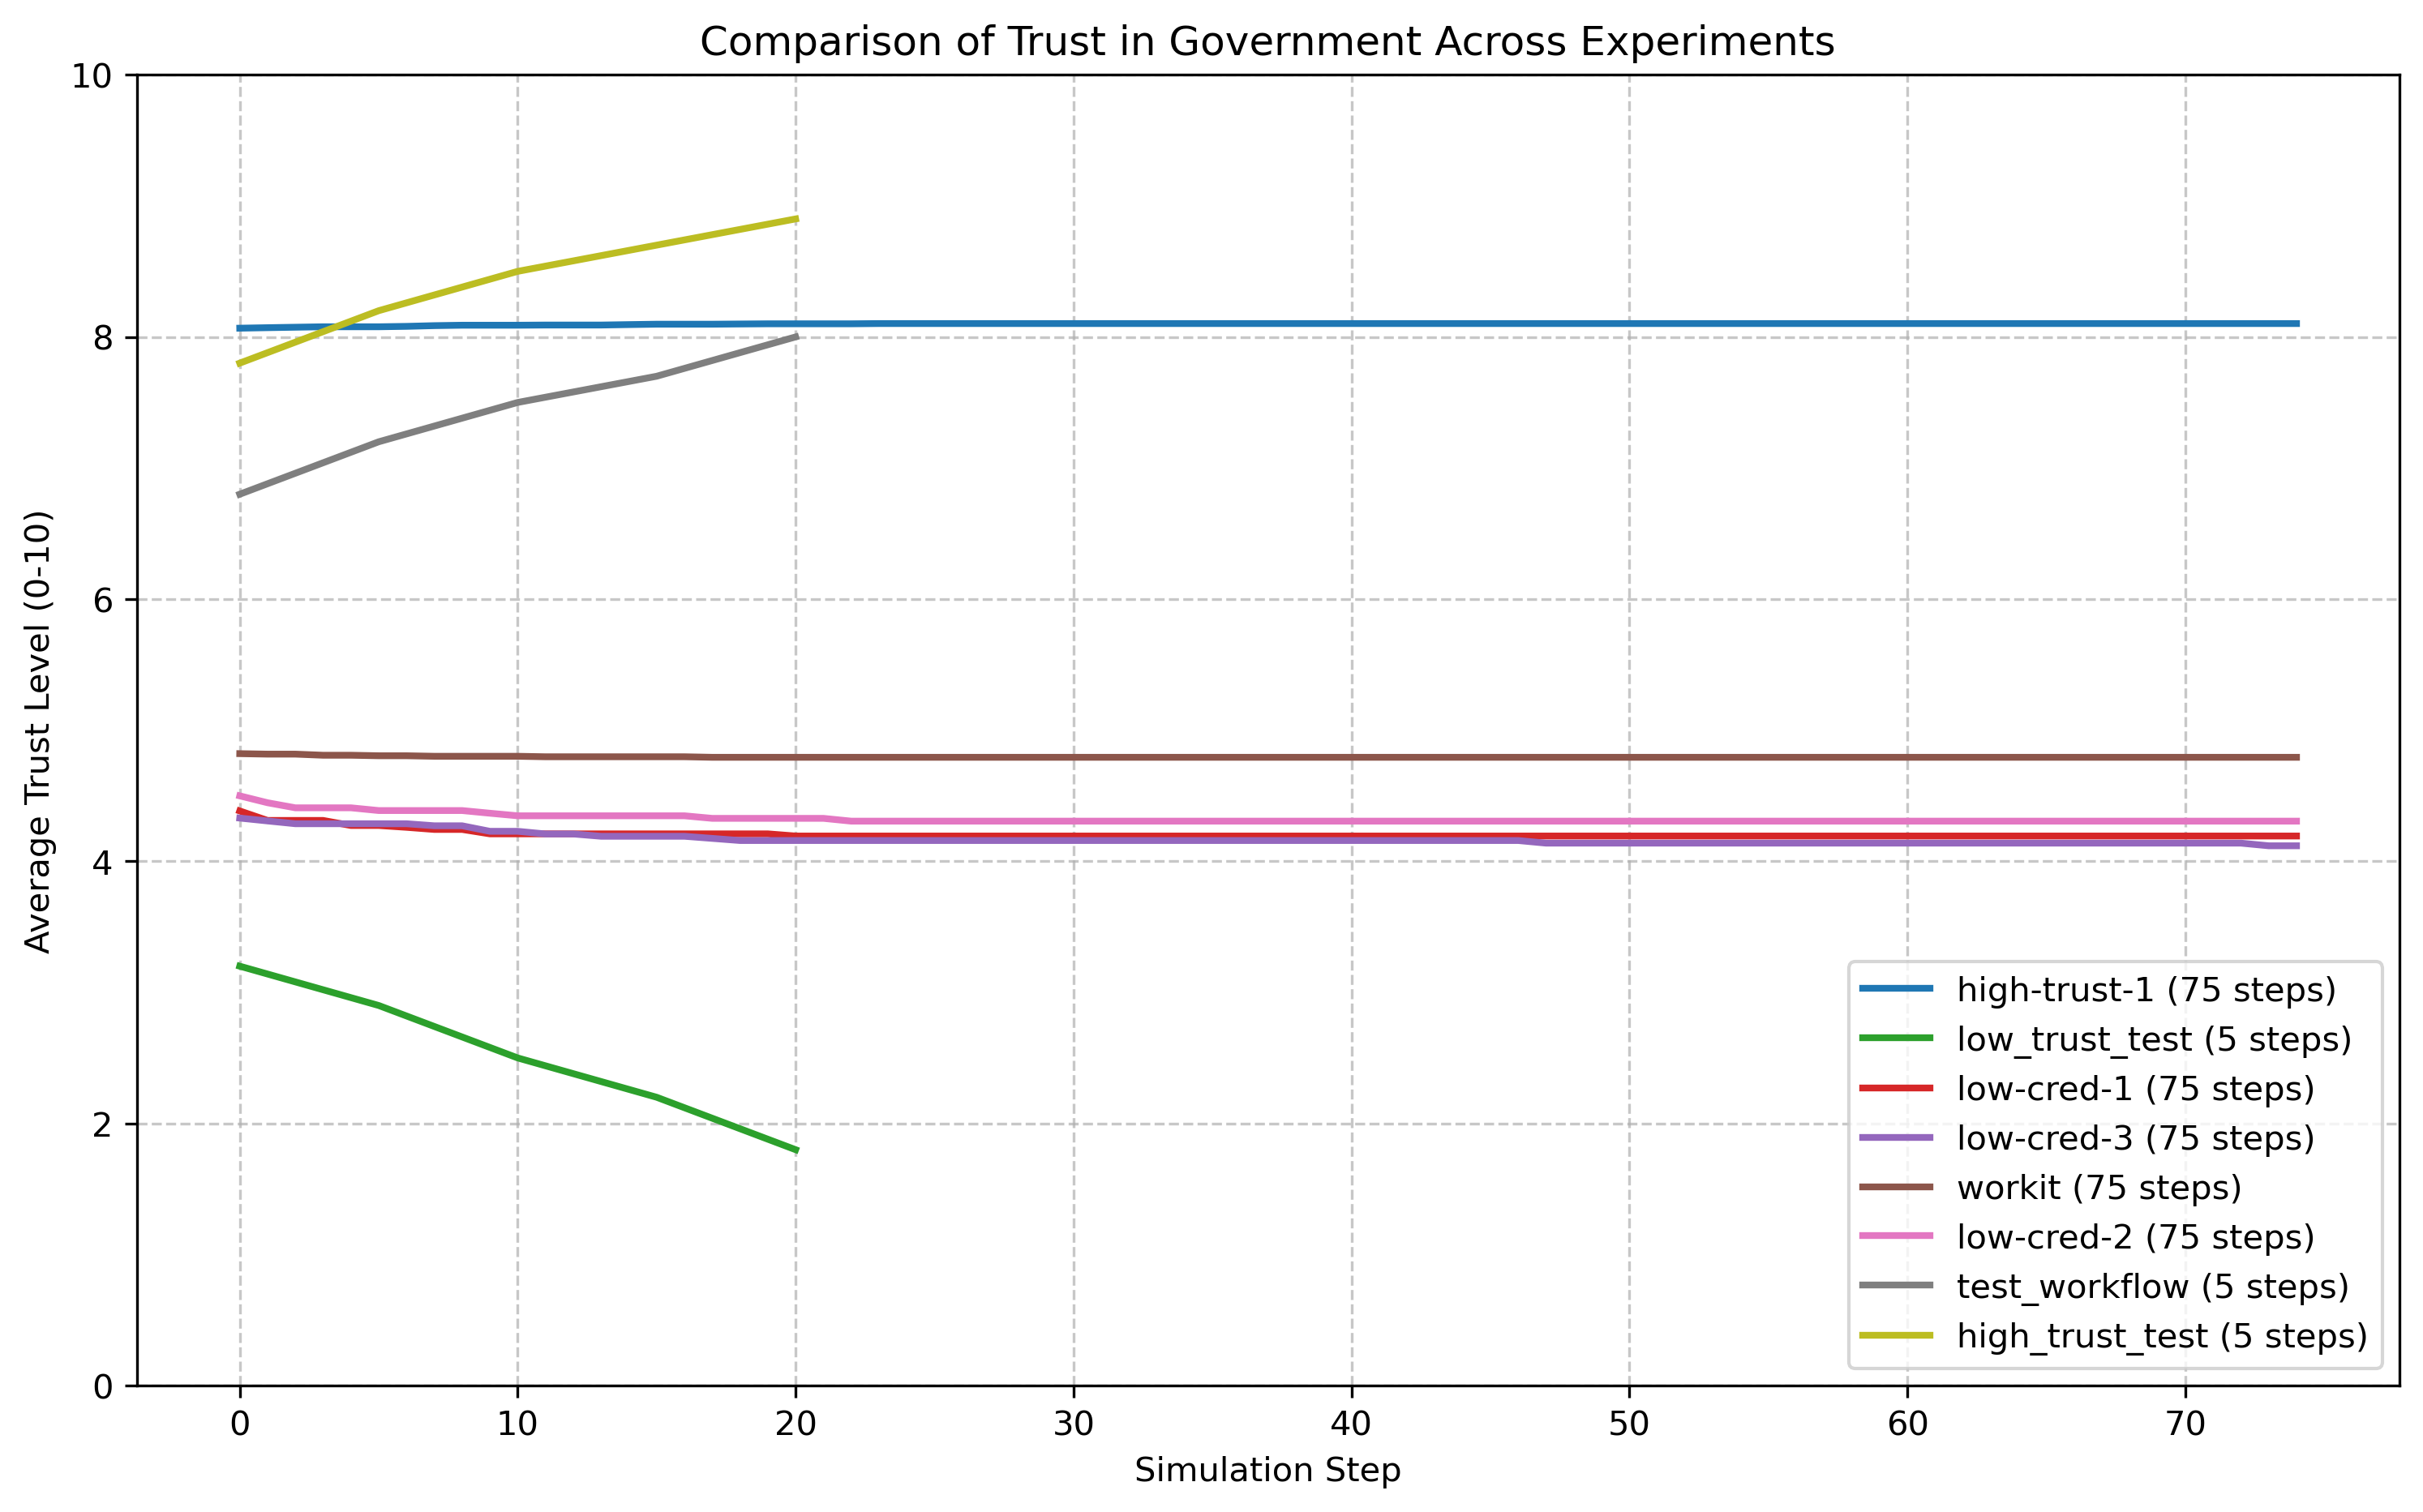 Comparison of Trust in Government Across Experiments
Average Trust Level (0-10)
10
8
6
4
2
0
high-trust-1 (75 steps)
low_trust_test (5 steps)
low-cred-1 (75 steps)
low-cred-3 (75 steps)
workit (75 steps)
low-cred-2 (75 steps)
test_workflow (5 steps)
high_trust_test (5 steps)
0 10 20 30 40 50 60 70
Simulation Step